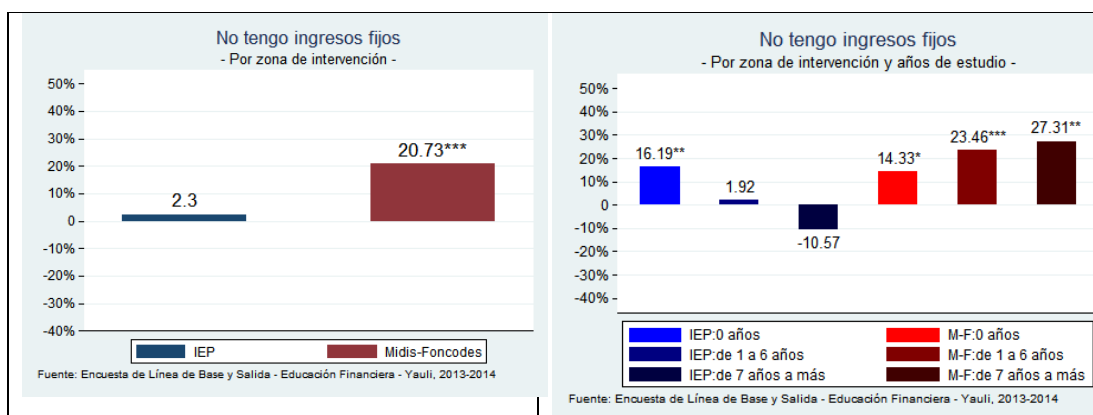 No tengo ingresos fijos
- Por zona de intervención -
50%
40%
30%
20%
10%
0
-10%
-20%
-30%
-40%
2.3
20.73***
IEP
Midis-Foncodes
Fuente: Encuesta de Línea de Base y Salida - Educación Financiera - Yauli, 2013-2014
No tengo ingresos fijos
- Por zona de intervención y años de estudio -
50%
40%
30%
20%
10%
0
-10%
-20%
-30%
-40%
16.19**
1.92
-10.57
14.33*
23.46***
27.31**
IEP:0 años
M-F:0 años
IEP:de 1 a 6 años
M-F:de 1 a 6 años
IEP:de 7 años a más
M-F:de 7 años a más
Fuente: Encuesta de Línea de Base y Salida - Educación Financiera - Yauli, 2013-2014